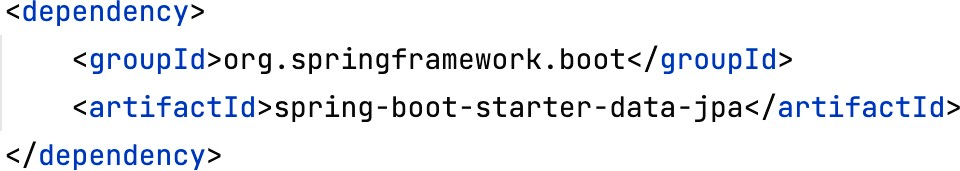 <dependency>
    <groupId>org.springframework.boot</groupId>
    <artifactId>spring-boot-starter-data-jpa</artifactId>
</dependency>